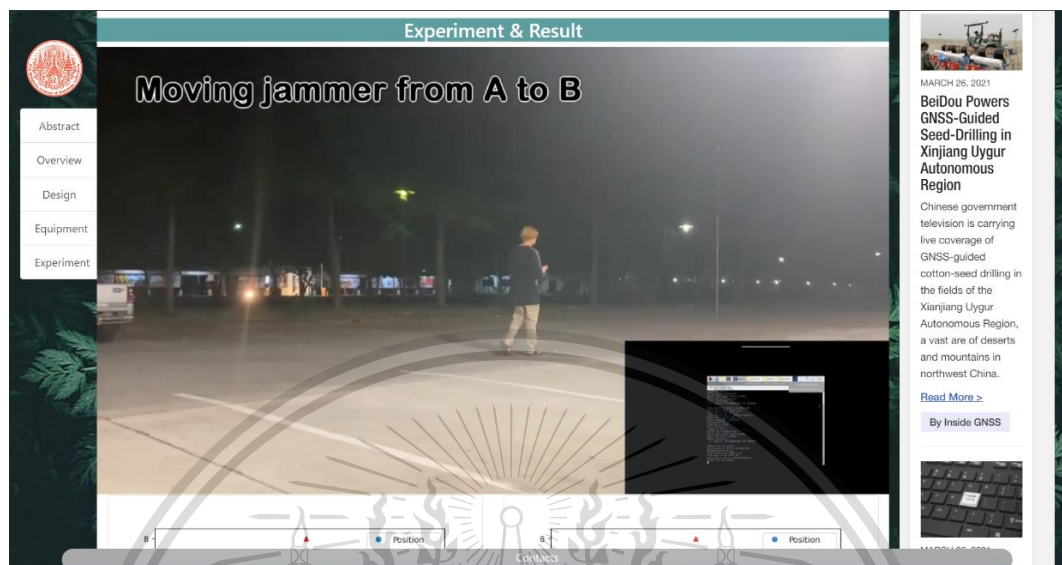 Experiment & Result
Moving jammer from A to B
Abstract
Overview
Design
Equipment
Experiment
MARCH 26, 2021
BeiDou Powers
GNSS-Guided
Seed-Drilling in
Xinjiang Uygur
Autonomous
Region
Chinese government
television is carrying
live coverage of
GNSS-guided
cotton-seed drilling in
the fields of the
Xianjiang Uygur
Autonomous Region,
a vast are of deserts
and mountains in
northwest China.
Read More >
By Inside GNSS
8
Position
8
Position
Contacts